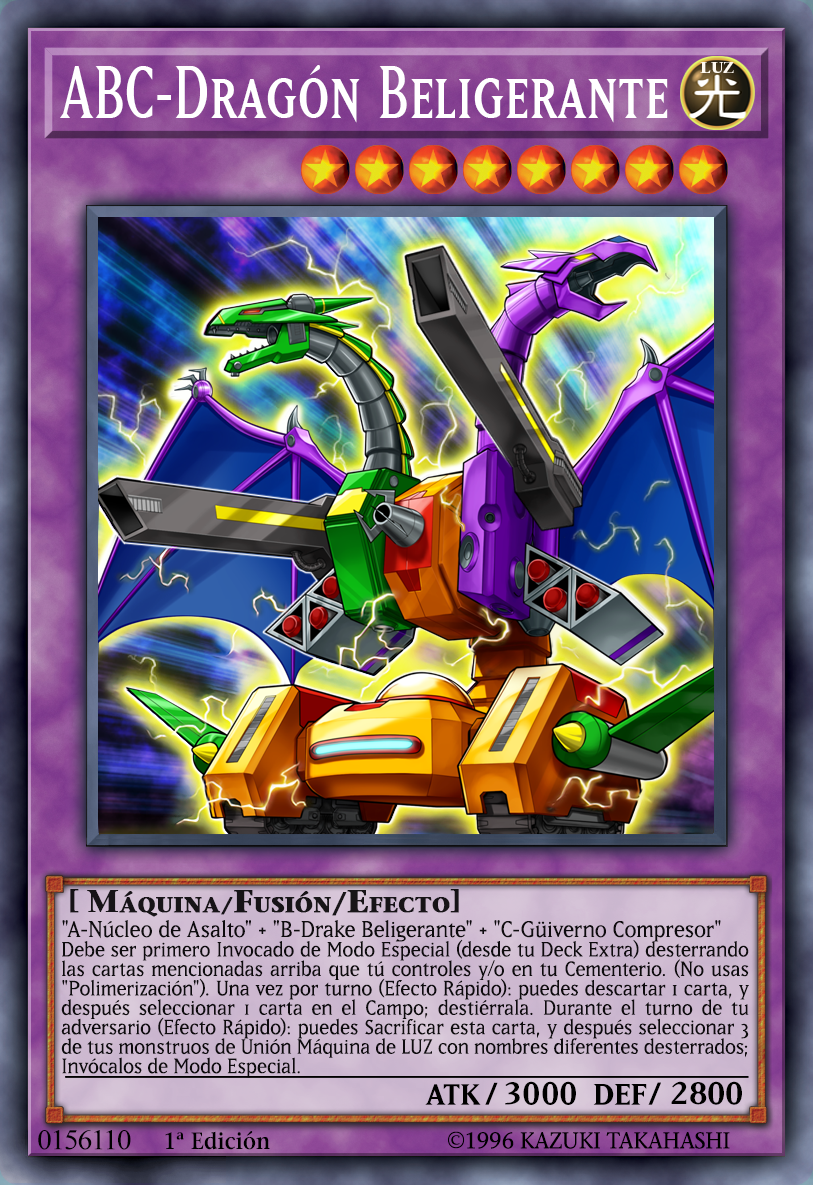 ABC-Dragón Beligerante
LUZ
光
[ Máquina/Fusión/Efecto]
"A-Núcleo de Asalto" + "B-Drake Beligerante" + "C-Güiverno Compresor"
Debe ser primero Invocado de Modo Especial (desde tu Deck Extra) desterrando
las cartas mencionadas arriba que tú controles y/o en tu Cementerio. (No usas
"Polimerización"). Una vez por turno (Efecto Rápido): puedes descartar 1 carta, y
después seleccionar 1 carta en el Campo; destiérrala. Durante el turno de tu
adversario (Efecto Rápido): puedes Sacrificar esta carta, y después seleccionar 3
de tus monstruos de Unión Máquina de LUZ con nombres diferentes desterrados;
Invócalos de Modo Especial.
ATK / 3000 DEF/ 2800
0156110 1ª Edición ©1996 KAZUKI TAKAHASHI